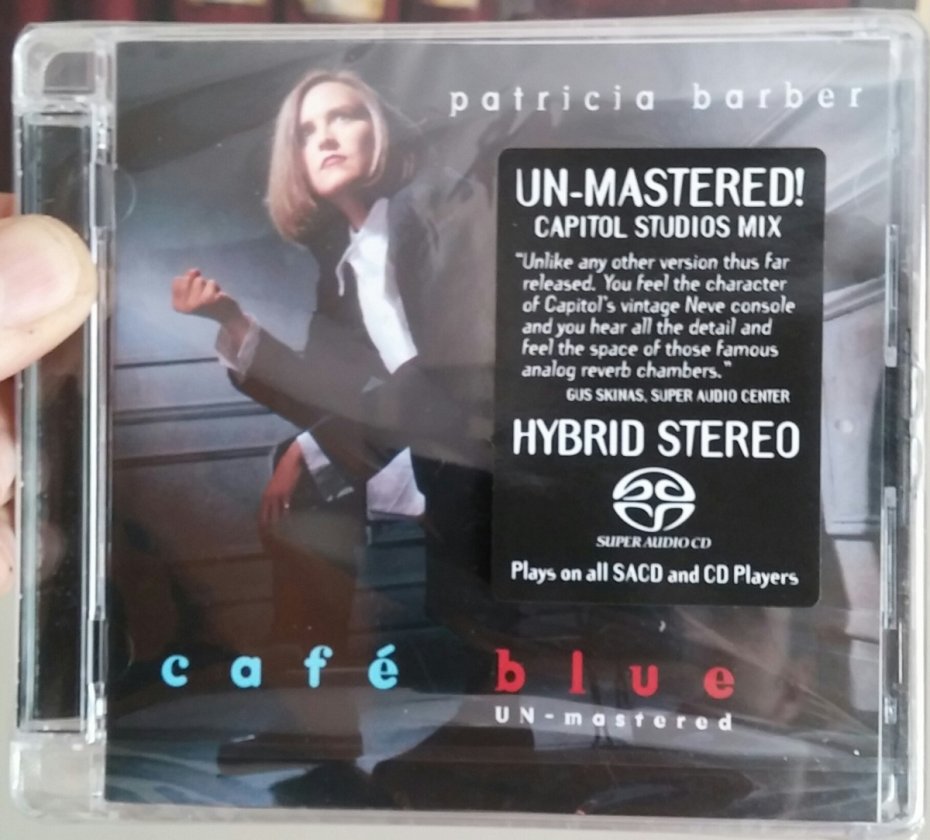 patricia barber
UN-MASTERED!
CAPITOL STUDIOS MIX
"Unlike any other version thus far
released. You feel the character
of Capitol's vintage Neve console
and you hear all the detail and
feel the space of those famous
analog reverb chambers."
GUS SKINAS, SUPER AUDIO CENTER
HYBRID STEREO
SUPER AUDIO CD
Plays on all SACD and CD Players
café blue
UN-mastered